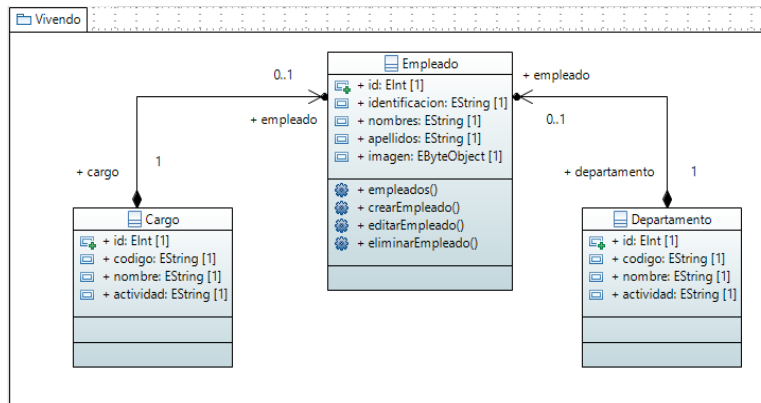 Vivendo
Empleado
+ id: EInt [1]
+ identificacion: EString [1]
+ nombres: EString [1]
+ apellidos: EString [1]
+ imagen: EByteObject [1]
+ empleados()
+ crearEmpleado()
+ editarEmpleado()
+ eliminarEmpleado()
0..1
+ empleado
1
+ cargo
+ empleado
0..1
+ departamento
1
Cargo
+ id: EInt [1]
+ codigo: EString [1]
+ nombre: EString [1]
+ actividad: EString [1]
Departamento
+ id: EInt [1]
+ codigo: EString [1]
+ nombre: EString [1]
+ actividad: EString [1]